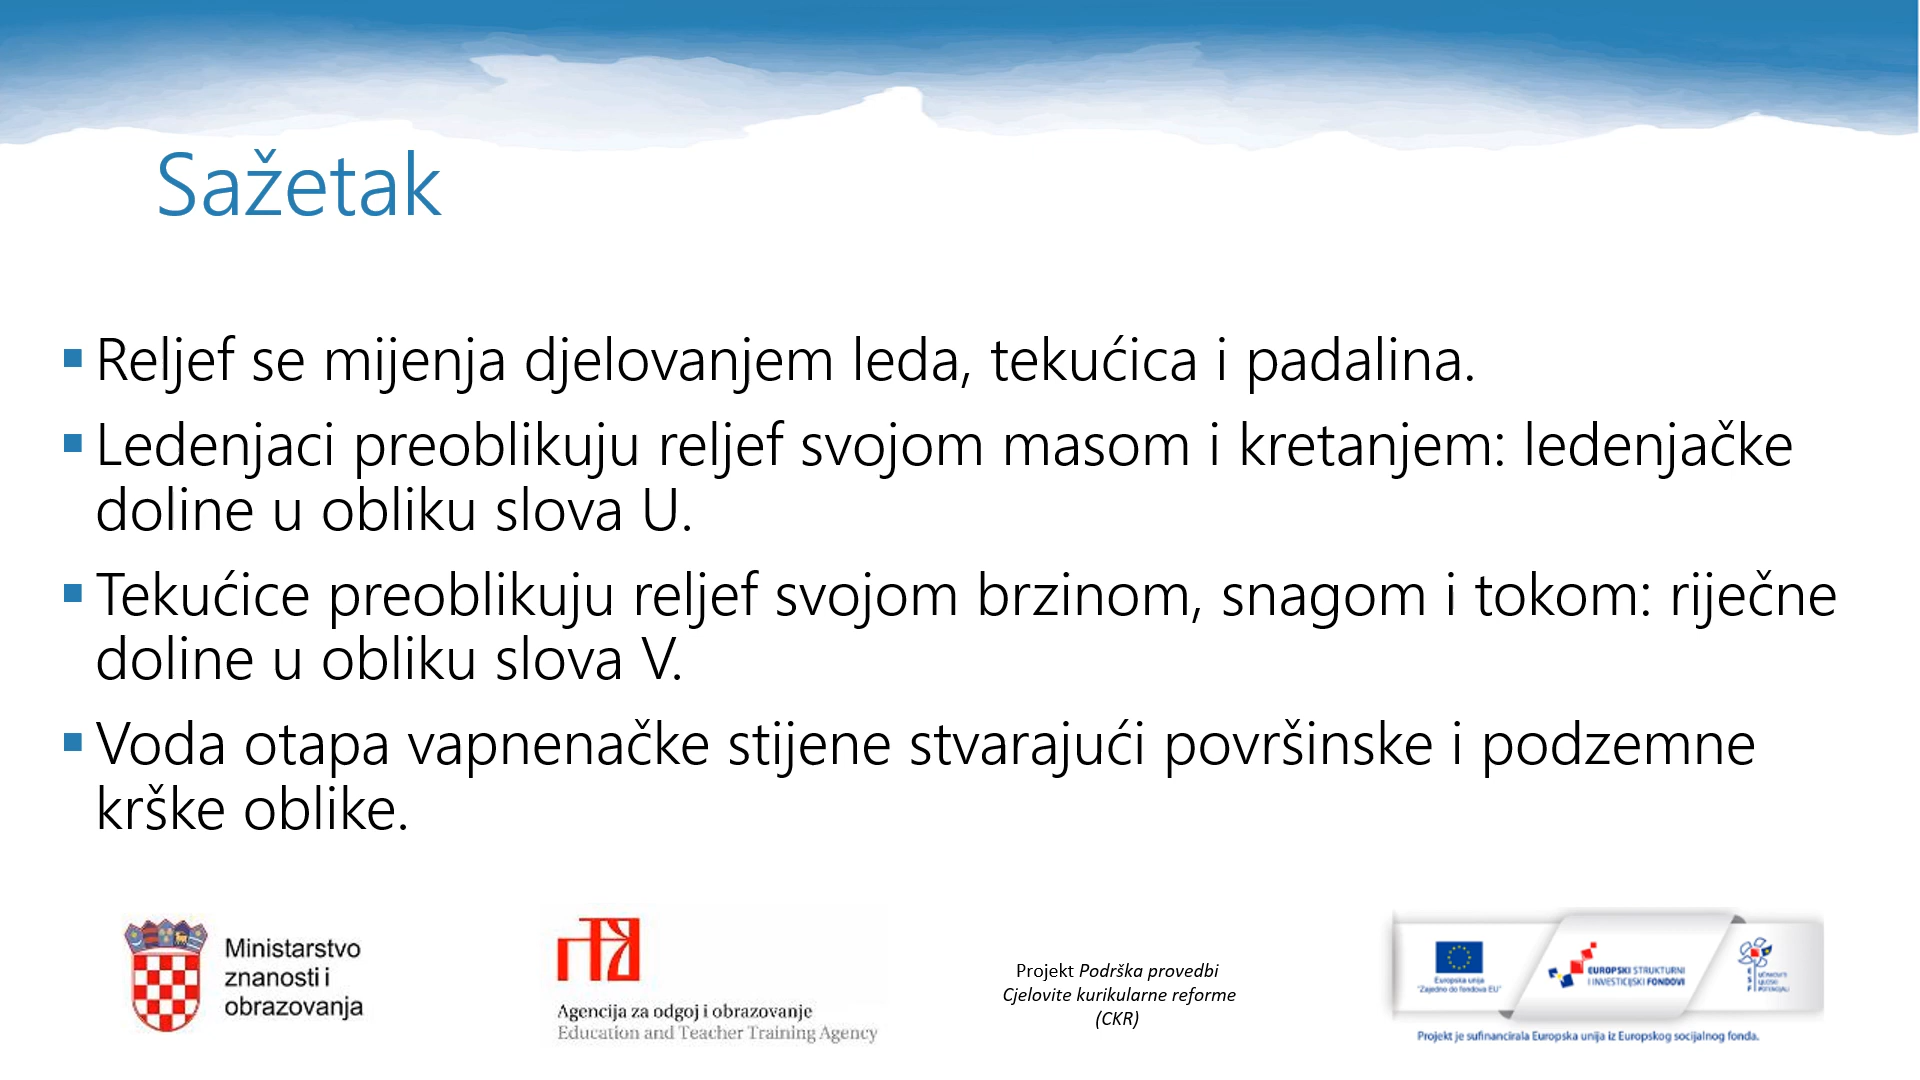 Sažetak
Reljef se mijenja djelovanjem leda, tekućica i padalina.
Ledenjaci preoblikuju reljef svojom masom i kretanjem: ledenjačke
doline u obliku slova U.
Tekućice preoblikuju reljef svojom brzinom, snagom i tokom: riječne
doline u obliku slova V.
Voda otapa vapnenačke stijene stvarajući površinske i podzemne
krške oblike.
Ministarstvo
znanosti i
obrazovanja
Agencija za odgoj i obrazovanje
Education and Teacher Training Agency
Projekt Podrška provedbi
Cjelovite kurikularne reforme
(CKR)
Europska unija
"Zajedno do fondova EU"
EUROPSKI STRUKTURNI
I INVESTICIJSKI FONDOVI
Projekt je sufinancirala Europska unija iz Europskog socijalnog fonda.